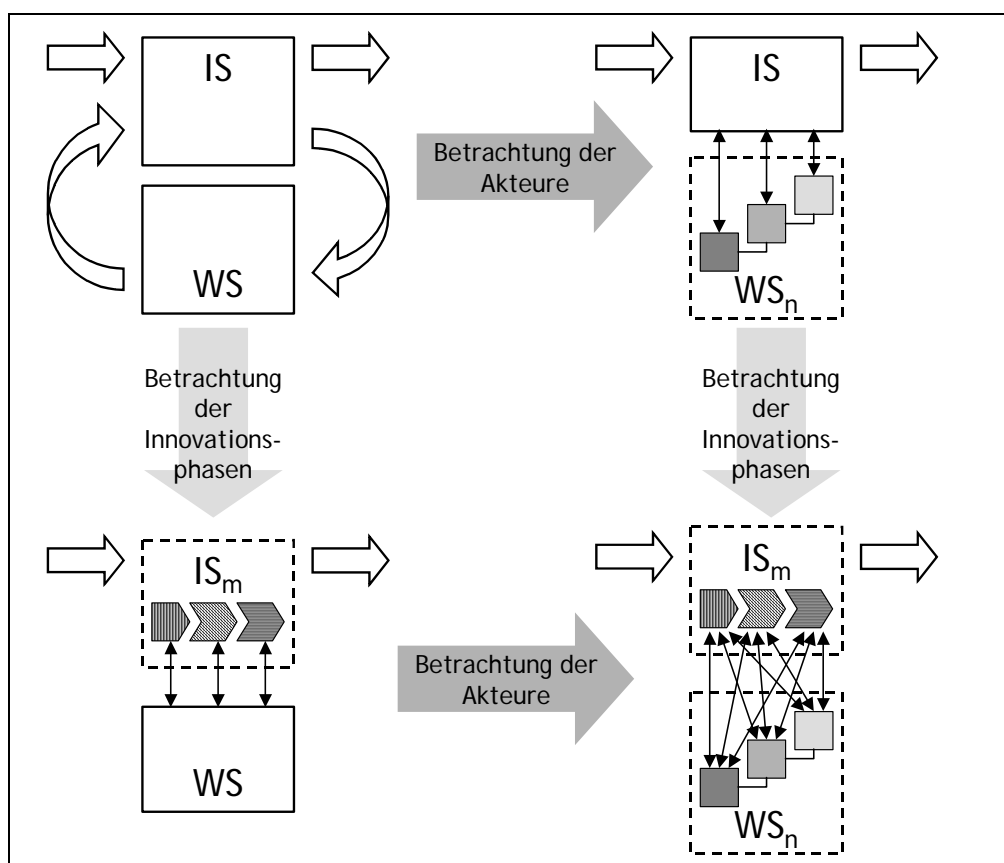 IS
IS
Betrachtung der
Akteure
WS
WSn
Betrachtung
der
Innovations-
phasen
Betrachtung
der
Innovations-
phasen
ISm
ISm
Betrachtung der
Akteure
WS
WSn